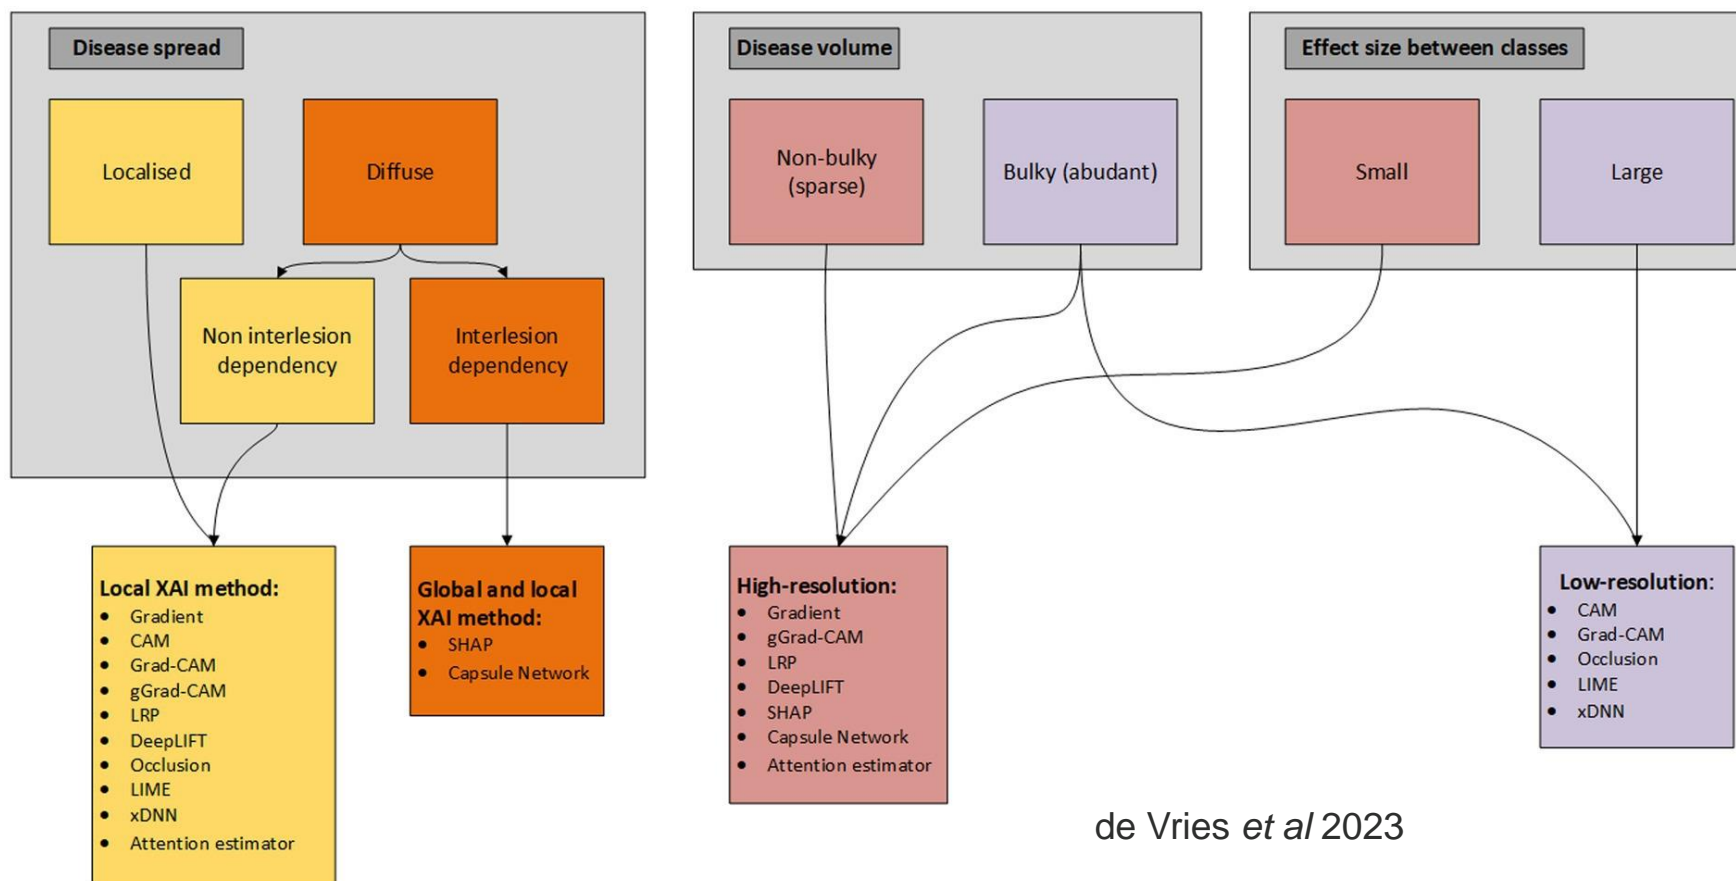 Disease spread
Localised
Diffuse
Non interlesion
dependency
Interlesion
dependency
Local XAI method:
• Gradient
• CAM
• Grad-CAM
• gGrad-CAM
• LRP
• DeepLIFT
• Occlusion
• LIME
• xDNN
• Attention estimator
Global and local
XAI method:
• SHAP
• Capsule Network
Disease volume
Non-bulky
(sparse)
Bulky (abudant)
Effect size between classes
Small
Large
High-resolution:
• Gradient
• gGrad-CAM
• LRP
• DeepLIFT
• SHAP
• Capsule Network
• Attention estimator
Low-resolution:
• CAM
• Grad-CAM
• Occlusion
• LIME
• xDNN
de Vries et al 2023